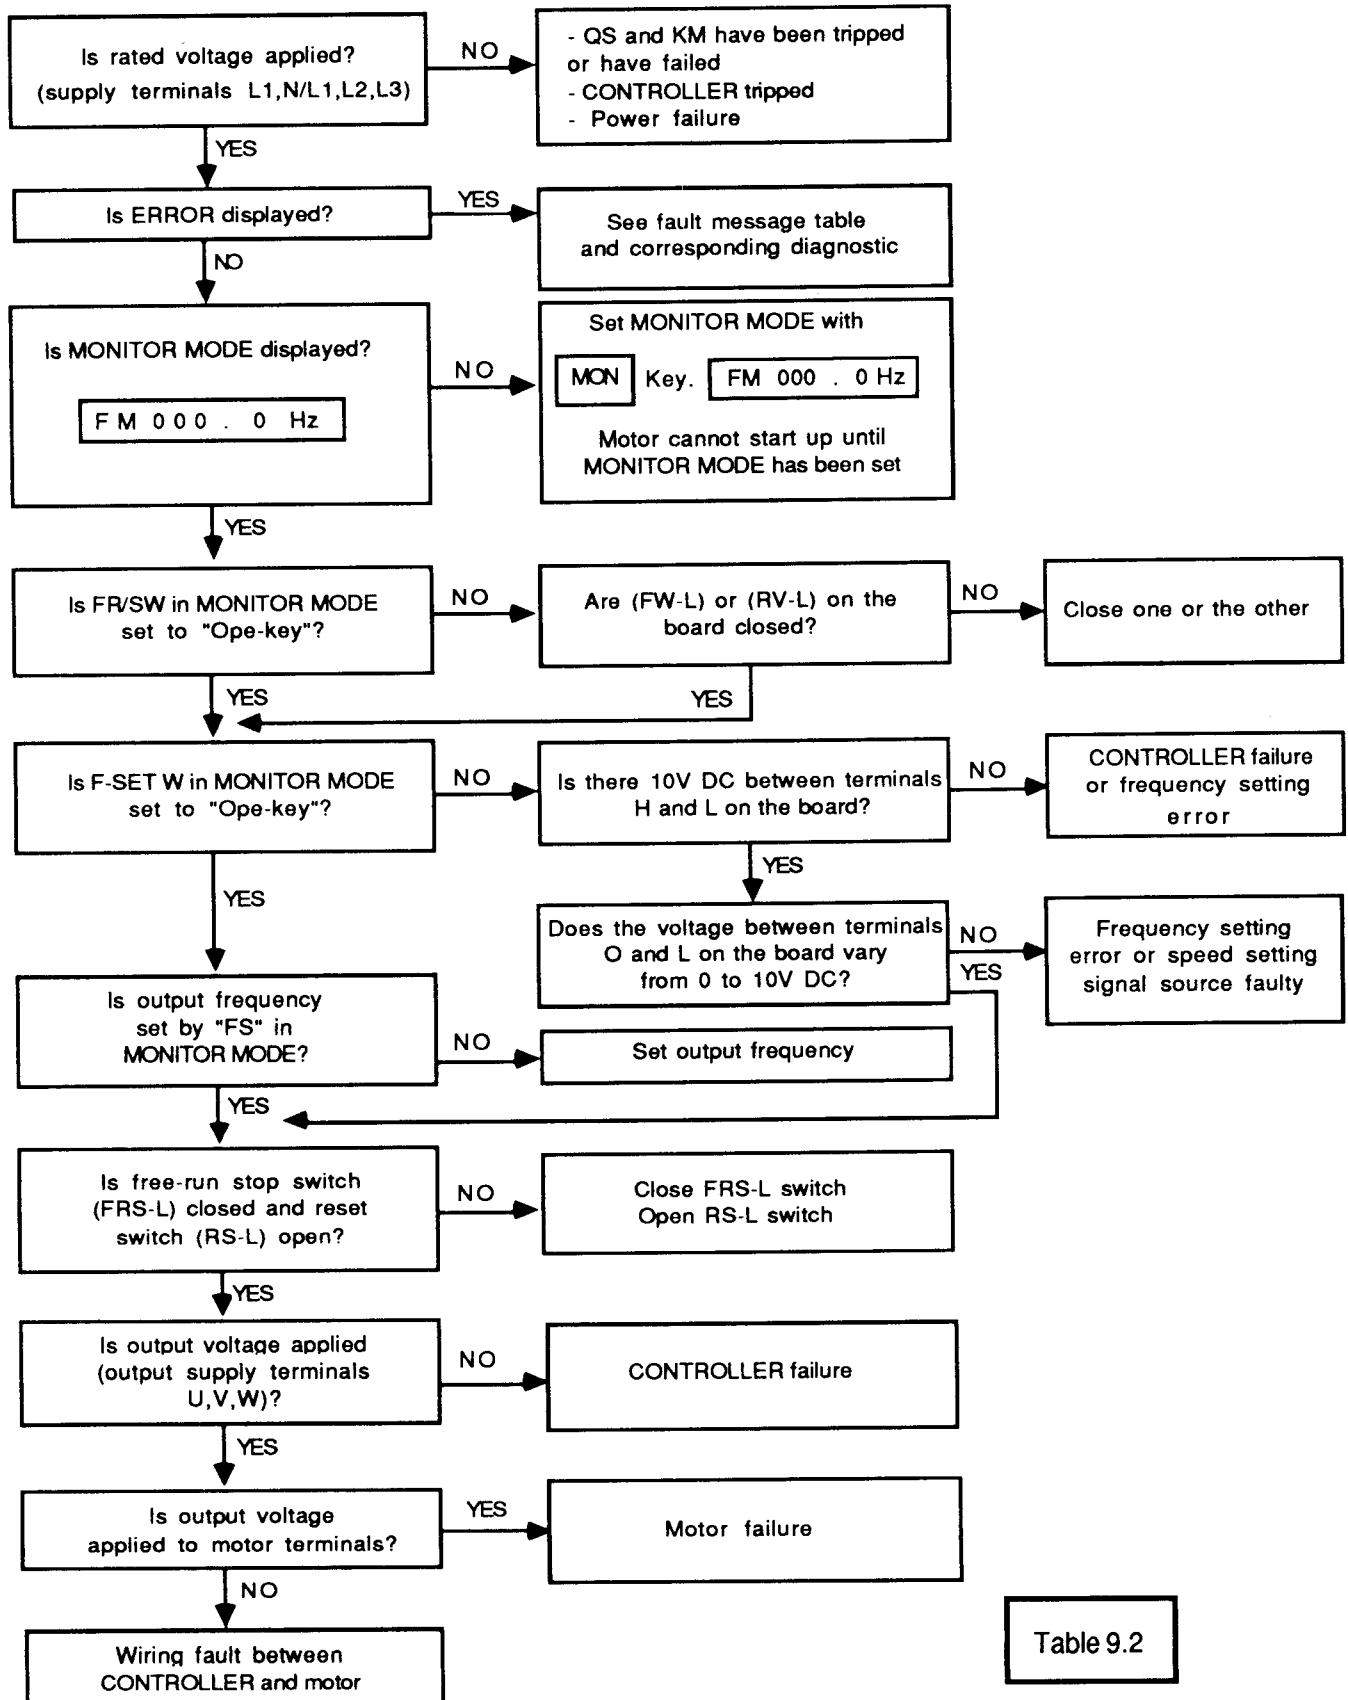 Is rated voltage applied?
(supply terminals L1,N/L1,L2,L3)
NO
- QS and KM have been tripped
or have failed
- CONTROLLER tripped
- Power failure
YES
Is ERROR displayed?
YES
See fault message table
and corresponding diagnostic
NO
Is MONITOR MODE displayed?
FM 000 . 0 Hz
NO
Set MONITOR MODE with
MON Key. FM 000 . 0 Hz
Motor cannot start up until
MONITOR MODE has been set
YES
Is FR/SW in MONITOR MODE
set to "Ope-key"?
NO
Are (FW-L) or (RV-L) on the
board closed?
NO
Close one or the other
YES
YES
Is F-SET W in MONITOR MODE
set to "Ope-key"?
NO
Is there 10V DC between terminals
H and L on the board?
NO
CONTROLLER failure
or frequency setting
error
YES
YES
Does the voltage between terminals
O and L on the board vary
from 0 to 10V DC?
NO
YES
Frequency setting
error or speed setting
signal source faulty
Is output frequency
set by "FS" in
MONITOR MODE?
NO
Set output frequency
YES
Is free-run stop switch
(FRS-L) closed and reset
switch (RS-L) open?
NO
Close FRS-L switch
Open RS-L switch
YES
Is output voltage applied
(output supply terminals
U,V,W)?
NO
CONTROLLER failure
YES
Is output voltage
applied to motor terminals?
YES
Motor failure
NO
Wiring fault between
CONTROLLER and motor
Table 9.2